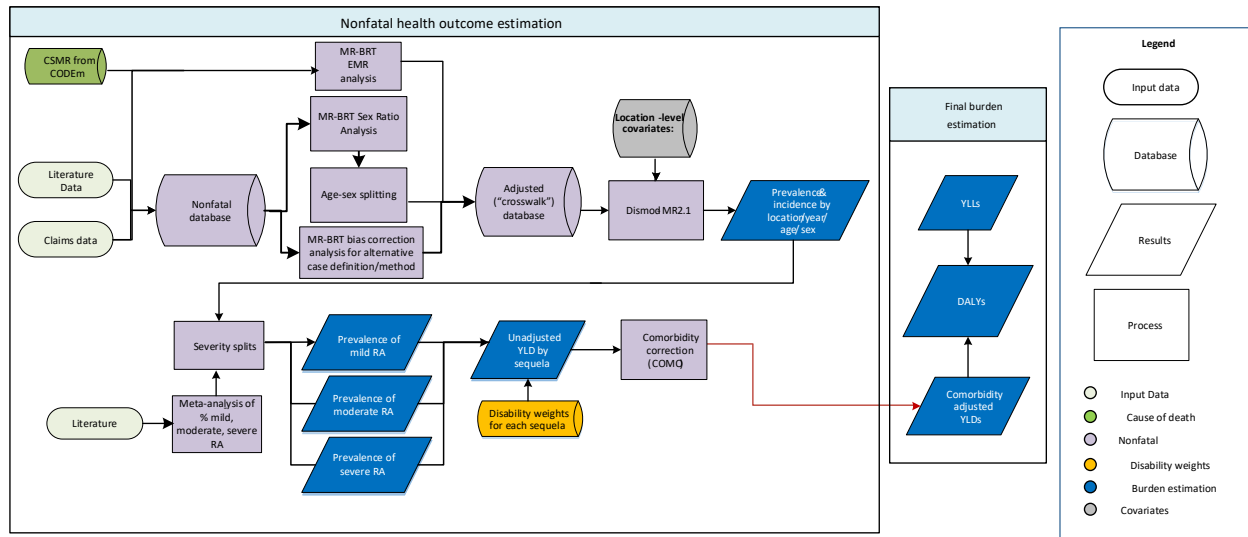 Nonfatal health outcome estimation
CSMR from
CODEm
MR-BRT
EMR
analysis
MR-BRT Sex Ratio
Analysis
Age-sex splitting
MR-BRT bias correction
analysis for alternative
case definition/method
Literature
Data
Claims data
Nonfatal
database
Adjusted
("crosswalk")
database
Location -level
covariates:
Dismod MR2.1
Prevalence&
incidence by
location/year/
age/ sex
Severity splits
Literature
Meta-analysis of
% mild,
moderate, severe
RA
Prevalence of
mild RA
Prevalence of
moderate RA
Prevalence of
severe RA
Unadjusted
YLD by
sequela
Disability weights
for each sequela
Comorbidity
correction
(COMO)
Final burden
estimation
YLLs
DALYs
Comorbidity
adjusted
YLDs
Legend
Input data
Database
Results
Process
Input Data
Cause of death
Nonfatal
Disability weights
Burden estimation
Covariates